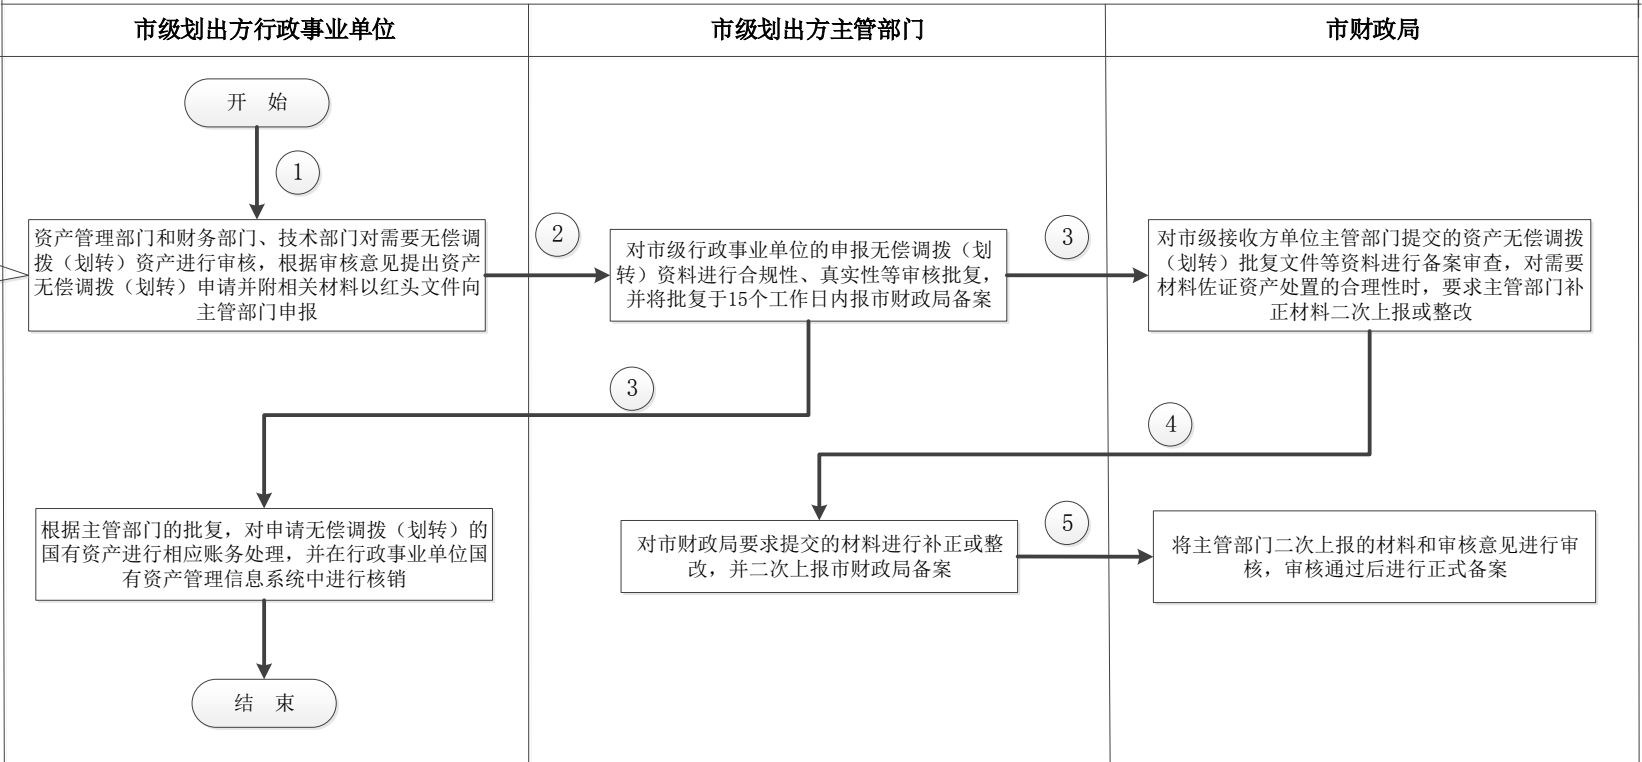 市级划出方行政事业单位
市级划出方主管部门
市财政局
开 始
①
资产管理部门和财务部门、技术部门对需要无偿调
拨（划转）资产进行审核，根据审核意见提出资产
无偿调拨（划转）申请并附相关材料以红头文件向
主管部门申报
②
对市级行政事业单位的申报无偿调拨（划
转）资料进行合规性、真实性等审核批复，
并将批复于15个工作日内报市财政局备案
③
对市级接收方单位主管部门提交的资产无偿调拨
（划转）批复文件等资料进行备案审查，对需要
材料佐证资产处置的合理性时，要求主管部门补
正材料二次上报或整改
③
④
根据主管部门的批复，对申请无偿调拨（划转）的
国有资产进行相应账务处理，并在行政事业单位国
有资产管理信息系统中进行核销
对市财政局要求提交的材料进行补正或整
改，并二次上报市财政局备案
⑤
将主管部门二次上报的材料和审核意见进行审
核，审核通过后进行正式备案
结 束